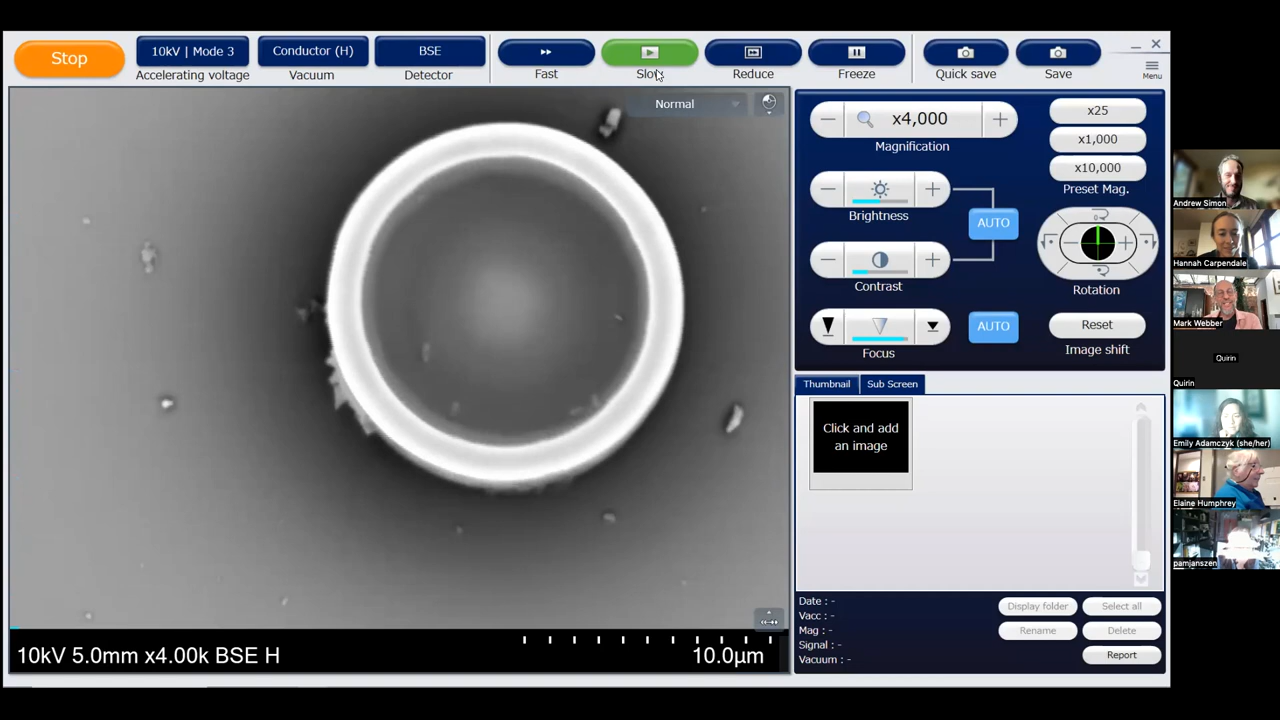 Stop
10kV | Mode 3
Accelerating voltage
Conductor (H)
Vacuum
BSE
Detector
Fast
Slow
Reduce
Freeze
Quick save
Save
Menu
Normal
x4,000
Magnification
Brightness
AUTO
Contrast
Focus
AUTO
x25
x1,000
x10,000
Preset Mag.
0
Rotation
Reset
Image shift
Thumbnail
Sub Screen
Click and add
an image
Date : -
Vacc : -
Mag : -
Signal : -
Vacuum : -
Display folder
Select all
Rename
Delete
Report
10kV 5.0mm x4.00k BSE H
10.0μm
Andrew Simon
Hannah Carpendale
Mark Webber
Quirin
Quirin
Emily Adamczyk (she/her)
Elaine Humphrey
pamjanszen